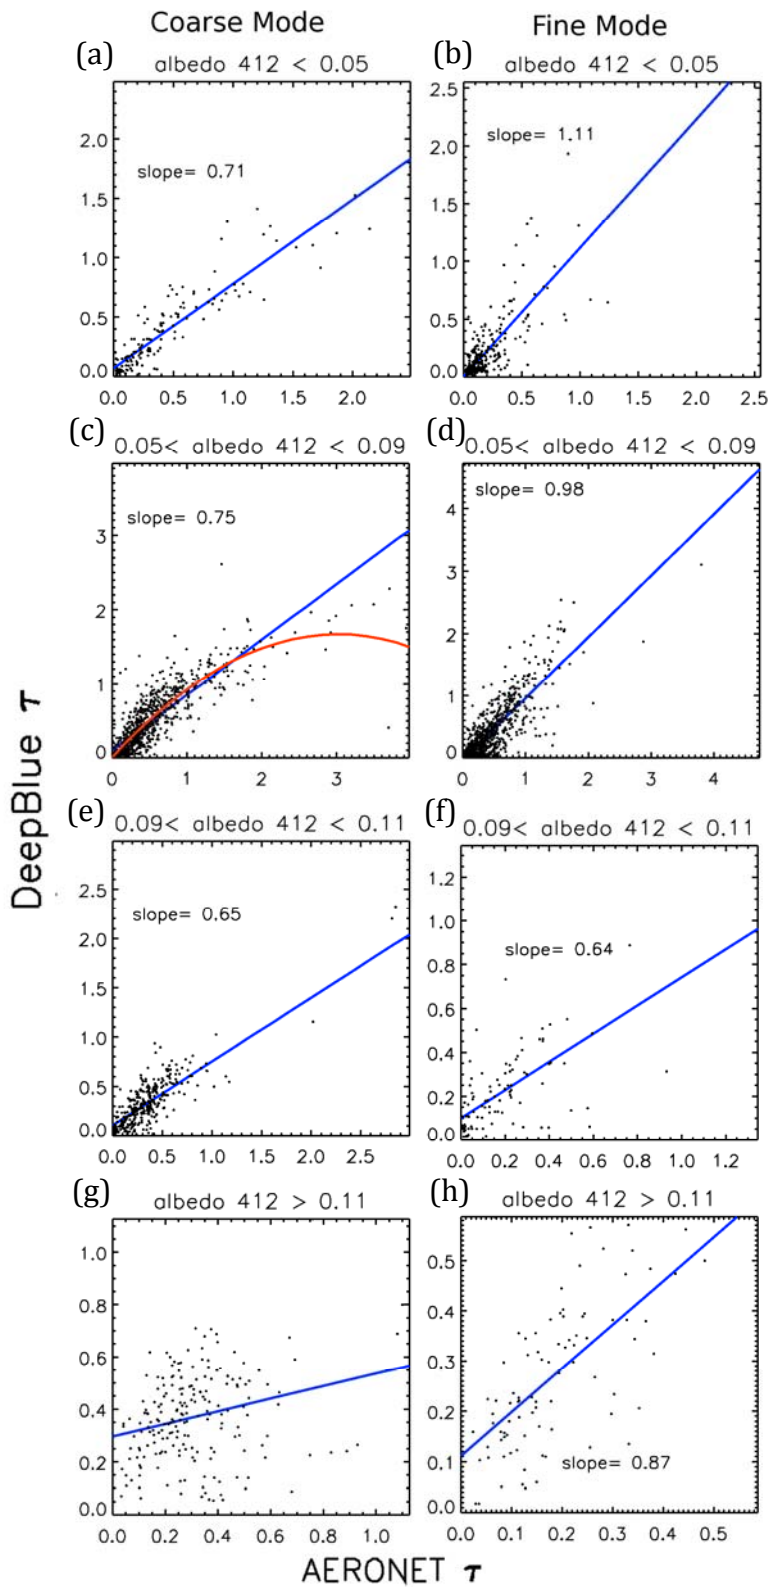 Coarse Mode
Fine Mode
(a)
albedo 412 < 0.05
(b)
albedo 412 < 0.05
slope= 0.71
2.0
1.5
1.0
0.5
0.0
0.0 0.5 1.0 1.5 2.0
slope= 1.11
2.5
2.0
1.5
1.0
0.5
0.0
0.0 0.5 1.0 1.5 2.0 2.5
(c)
0.05< albedo 412 < 0.09
(d)
0.05< albedo 412 < 0.09
slope= 0.75
3
2
1
0
0 1 2 3
slope= 0.98
4
3
2
1
0
0 1 2 3 4
(e)
0.09< albedo 412 < 0.11
(f)
0.09< albedo 412 < 0.11
slope= 0.65
2.5
2.0
1.5
1.0
0.5
0.0
0.0 0.5 1.0 1.5 2.0 2.5
slope= 0.64
1.2
1.0
0.8
0.6
0.4
0.2
0.0
0.0 0.2 0.4 0.6 0.8 1.0 1.2
(g)
albedo 412 > 0.11
(h)
albedo 412 > 0.11
1.0
0.8
0.6
0.4
0.2
0.0
0.0 0.2 0.4 0.6 0.8 1.0
0.5
0.4
0.3
0.2
0.1
0.0
slope= 0.87
0.0 0.1 0.2 0.3 0.4 0.5
DeepBlue τ
AERONET τ